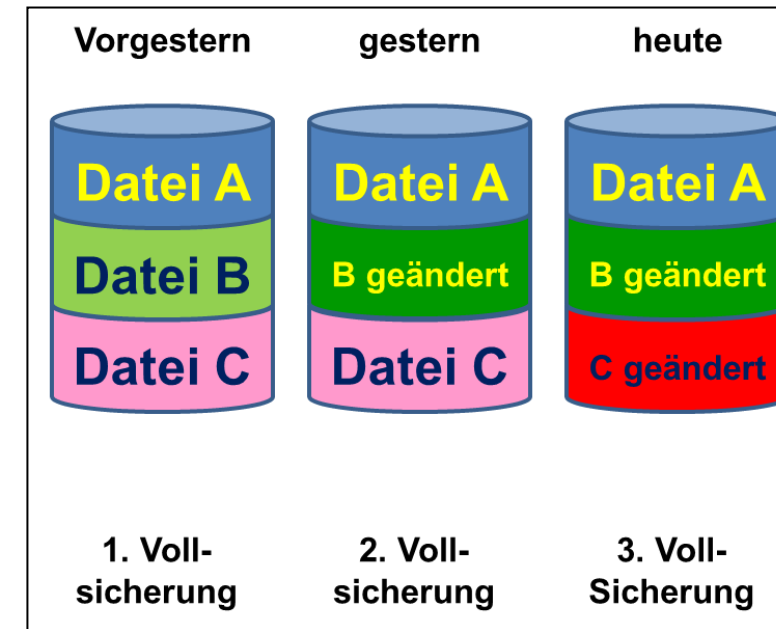 Vorgestern gestern heute
Datei A Datei A Datei A
Datei B B geändert B geändert
Datei C Datei C C geändert
1. Voll- 2. Voll- 3. Voll-
sicherung sicherung Sicherung